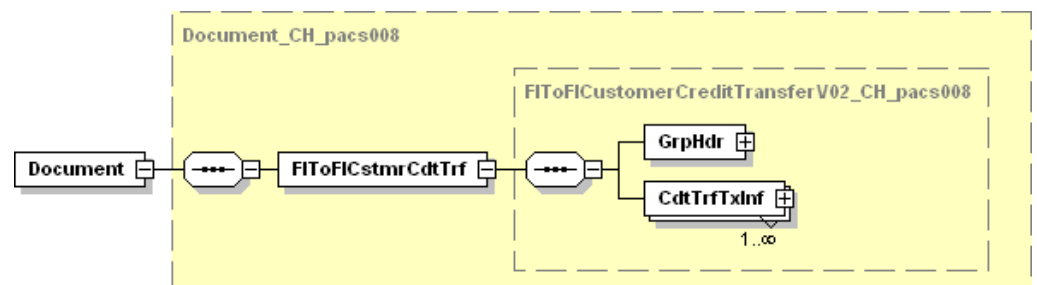 Document_CH_pacs008
FIToFICustomerCreditTransferV02_CH_pacs008
GrpHdr
Document
FIToFICstmrCdtTrf
CdtTrfTxInf
1..∞